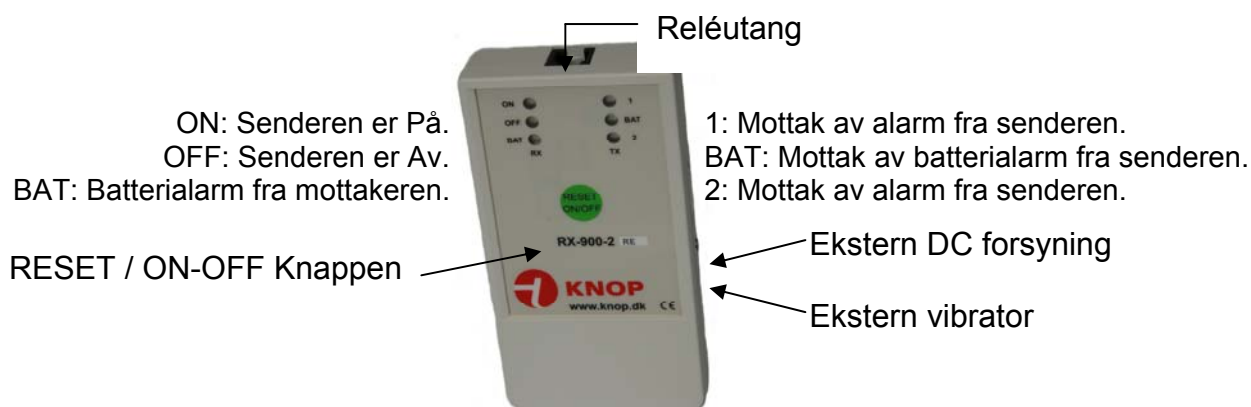 Reléutang
ON: Senderen er På.
OFF: Senderen er Av.
BAT: Batterialarm fra mottakeren.
RESET / ON-OFF Knappen
ON
OFF
BAT
RX
1
BAT
2
TX
RESET
ON/OFF
RX-900-2 RE
KNOP
www.knop.dk CE
1: Mottak av alarm fra senderen.
BAT: Mottak av batterialarm fra senderen.
2: Mottak av alarm fra senderen.
Ekstern DC forsyning
Ekstern vibrator